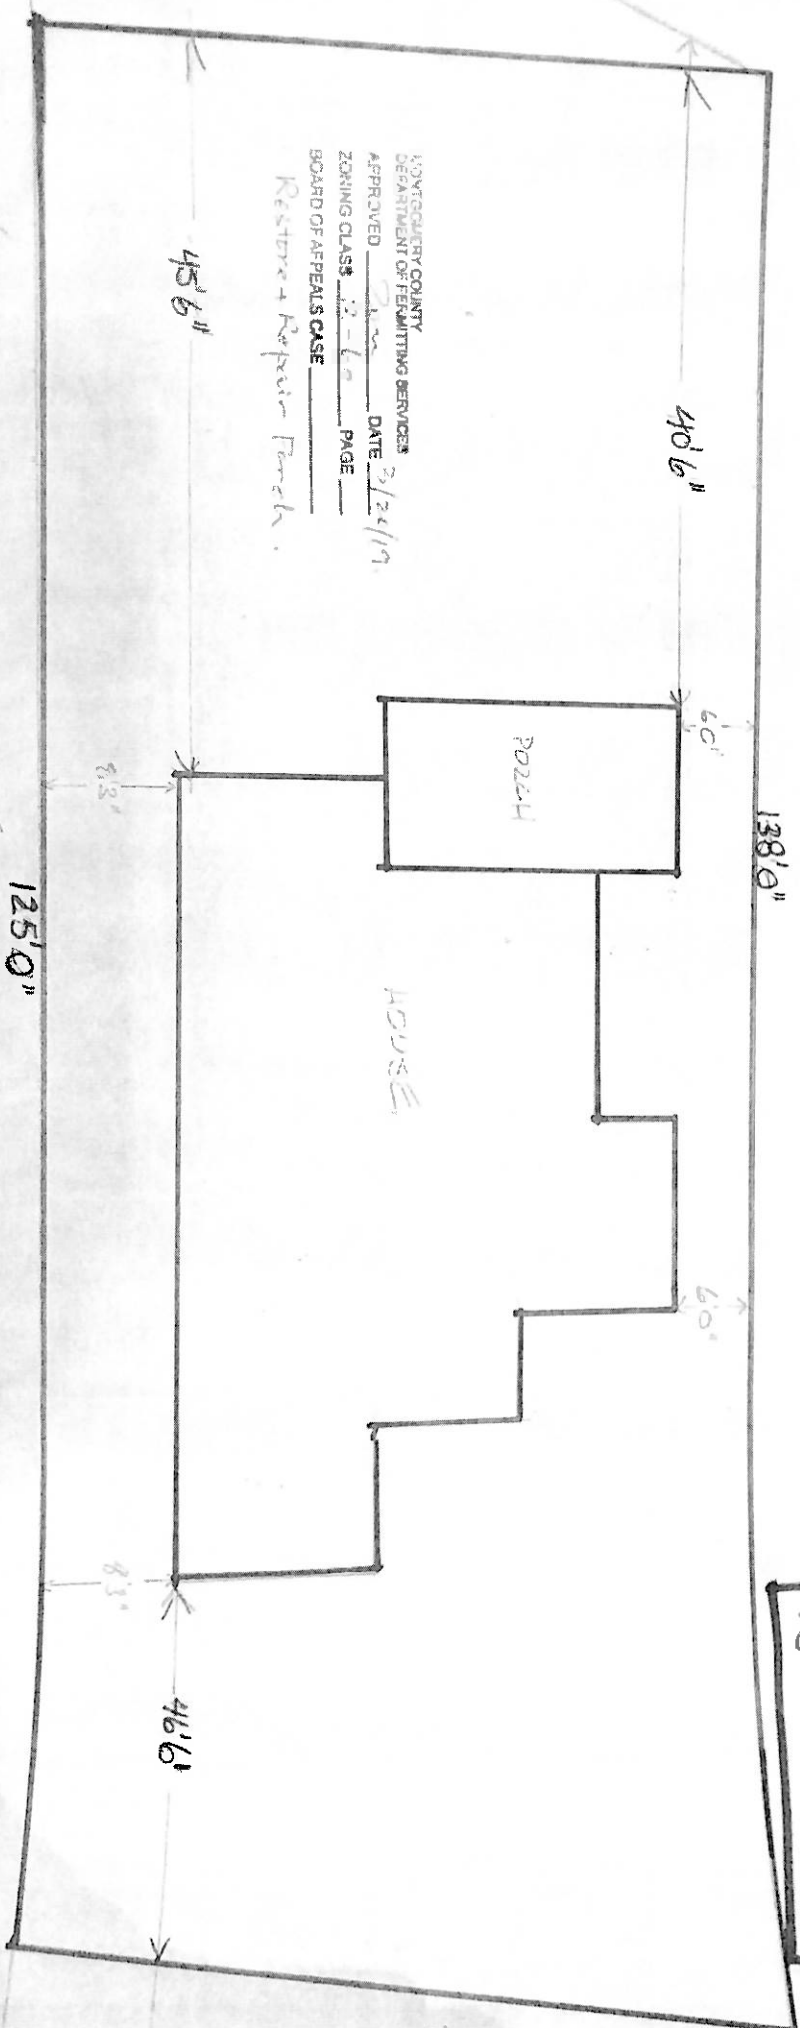 MONTGOMERY COUNTY
DEPARTMENT OF PERMITTING SERVICES
APPROVED DATE
ZONING CLASS PAGE
BOARD OF APPEALS CASE
Restore + Repair Porch.
138'0"
40'6"
6'0"
6'0"
PORCH
HOUSE
45'6"
46'6"
8'3"
8'3"
125'0"